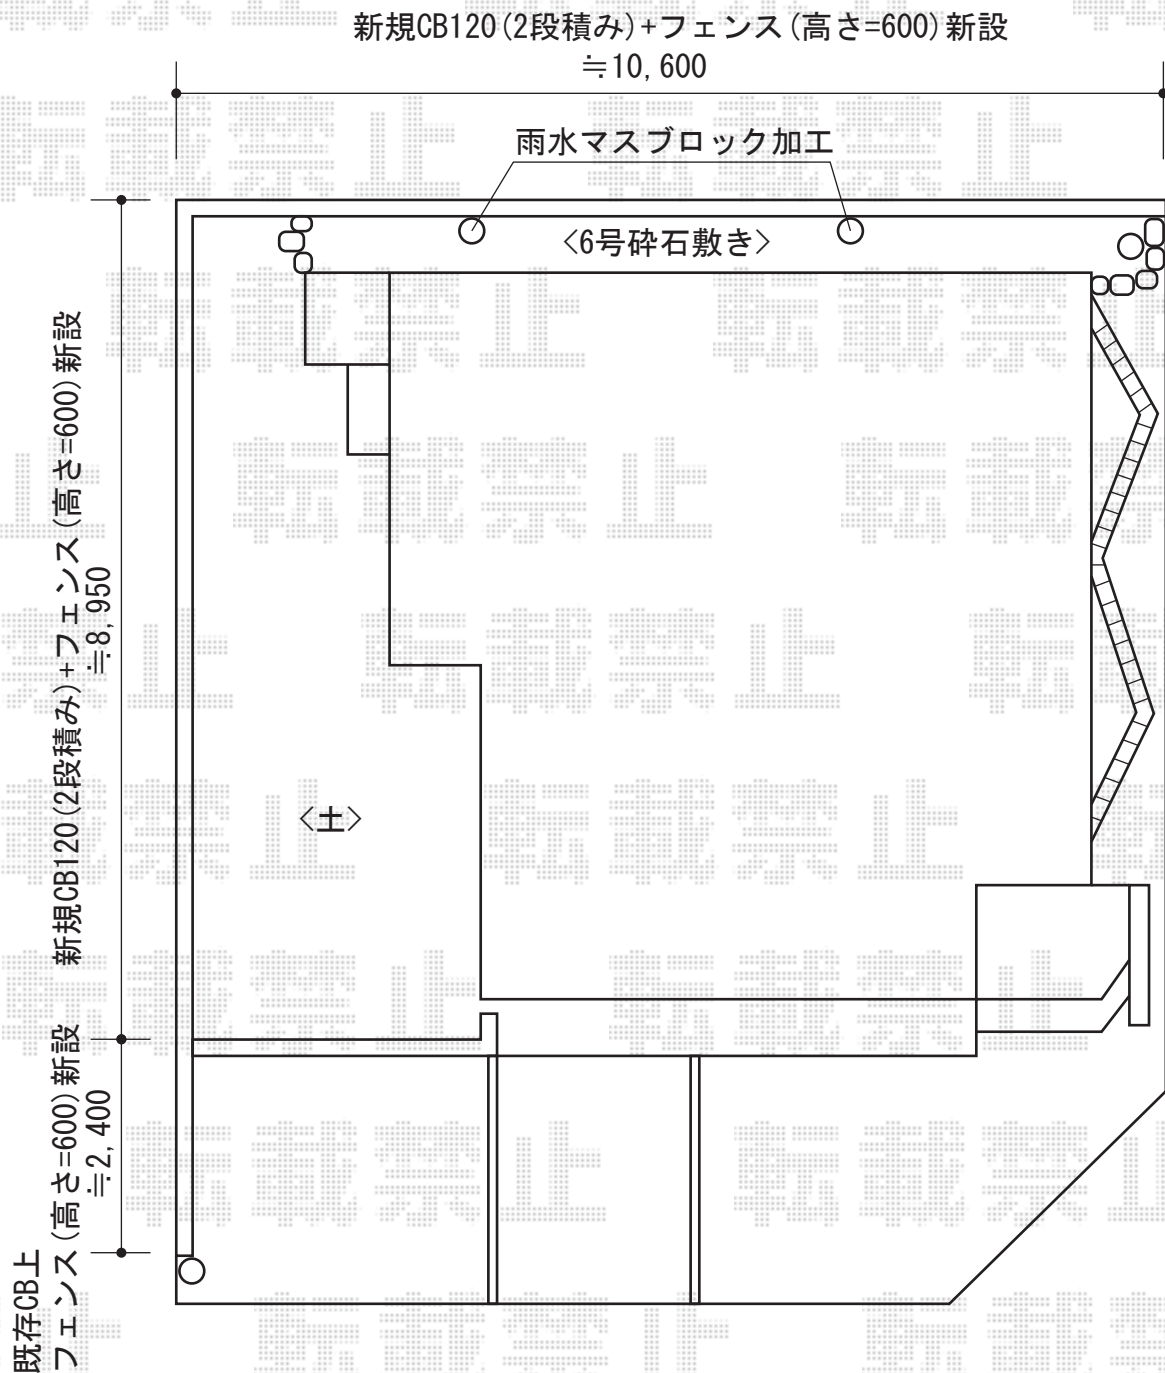 新規CB120(2段積み)+フェンス(高さ=600)新設
≒10,600
雨水マスブロック加工
<6号砕石敷き>
新規CB120(2段積み)+フェンス(高さ=600)新設
≒8,950
<土>
既存CB上
フェンス(高さ=600)新設
≒2,400
転載禁止